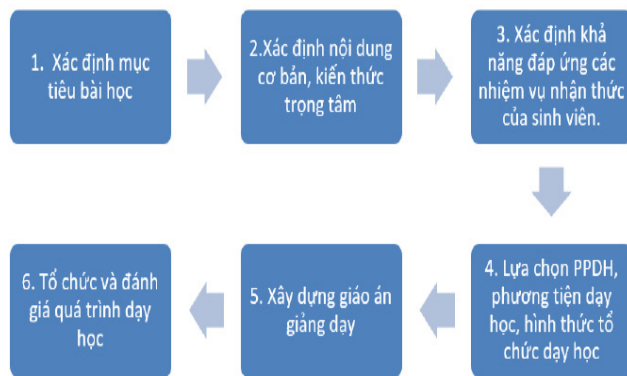 1. Xác định mục
tiêu bài học
2.Xác định nội dung
cơ bản, kiến thức
trọng tâm
3. Xác định khả
năng đáp ứng các
nhiệm vụ nhận thức
của sinh viên.
4. Lựa chọn PPDH,
phương tiện dạy
học, hình thức tổ
chức dạy học
5. Xây dựng giáo án
giảng dạy
6. Tổ chức và đánh
giá quá trình dạy
học